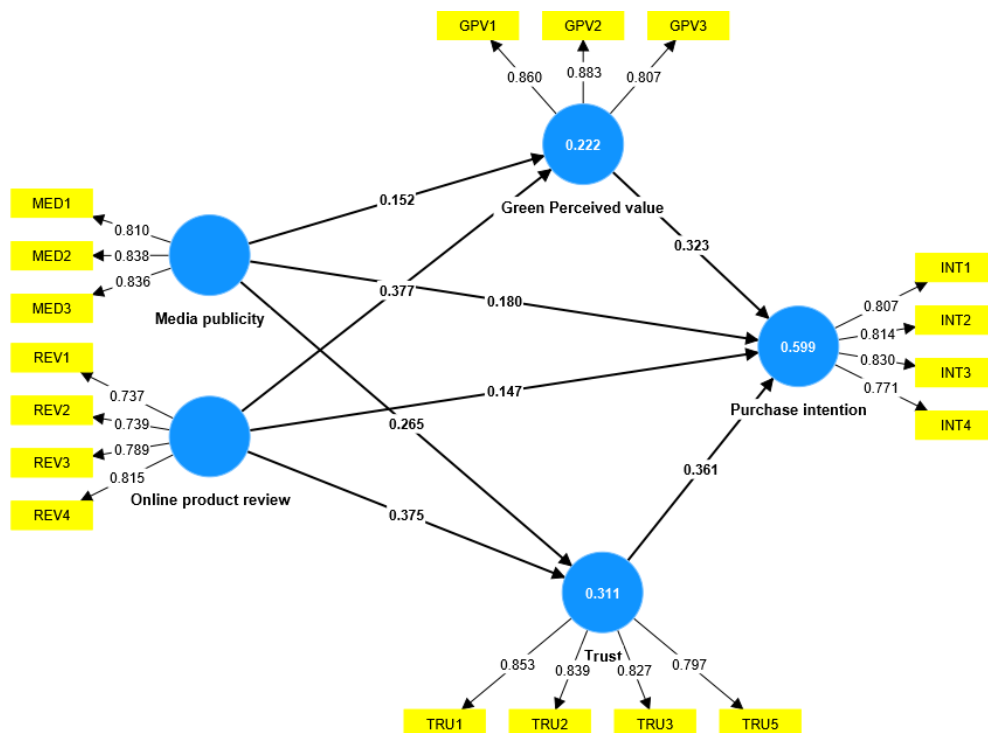 GPV1 GPV2 GPV3
0.860 0.883 0.807
0.222
Green Perceived value
MED1
MED2
MED3
0.810
0.838
0.836
Media publicity
0.152
0.377
0.180
0.323
REV1
REV2
REV3
REV4
0.737
0.739
0.789
0.815
Online product review
0.147
0.265
0.375
0.361
0.599
Purchase intention
0.807
0.814
0.830
0.771
INT1
INT2
INT3
INT4
0.311
Trust
0.853 0.839 0.827 0.797
TRU1 TRU2 TRU3 TRU5